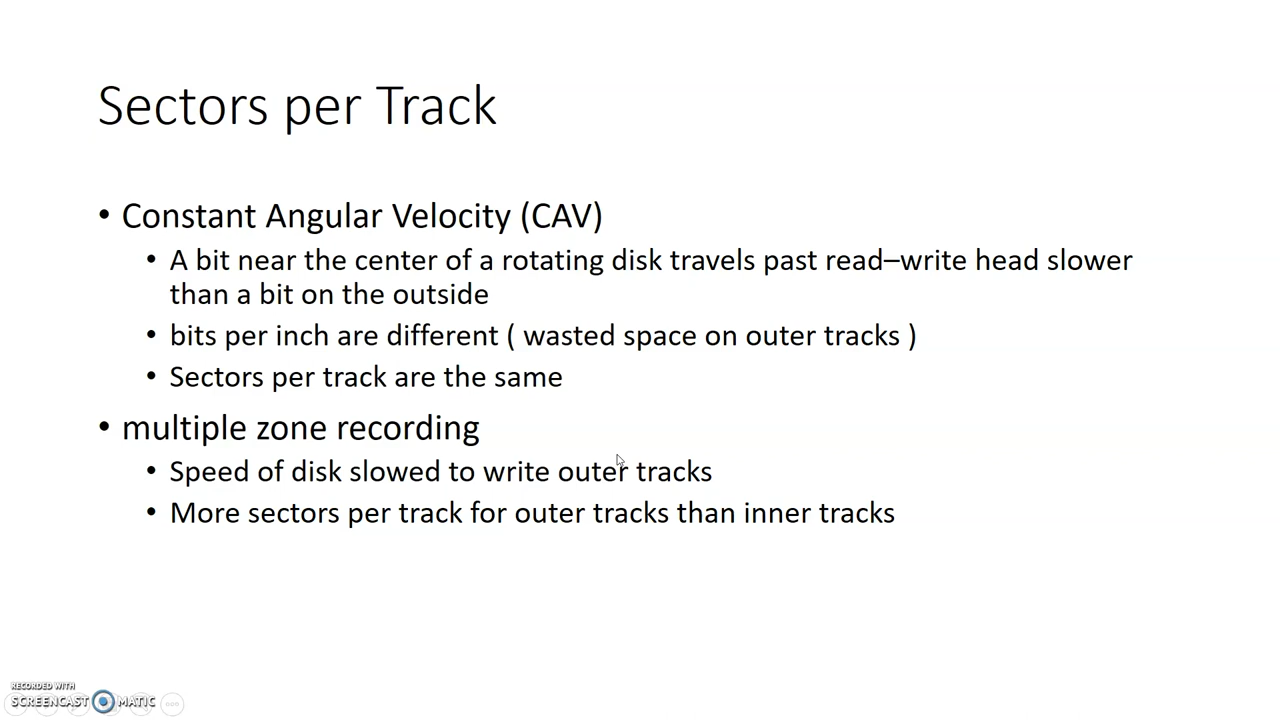 Sectors per Track
• Constant Angular Velocity (CAV)
• A bit near the center of a rotating disk travels past read–write head slower
than a bit on the outside
• bits per inch are different ( wasted space on outer tracks )
• Sectors per track are the same
• multiple zone recording
• Speed of disk slowed to write outer tracks
• More sectors per track for outer tracks than inner tracks
RECORDED WITH
SCREENCAST MATIC